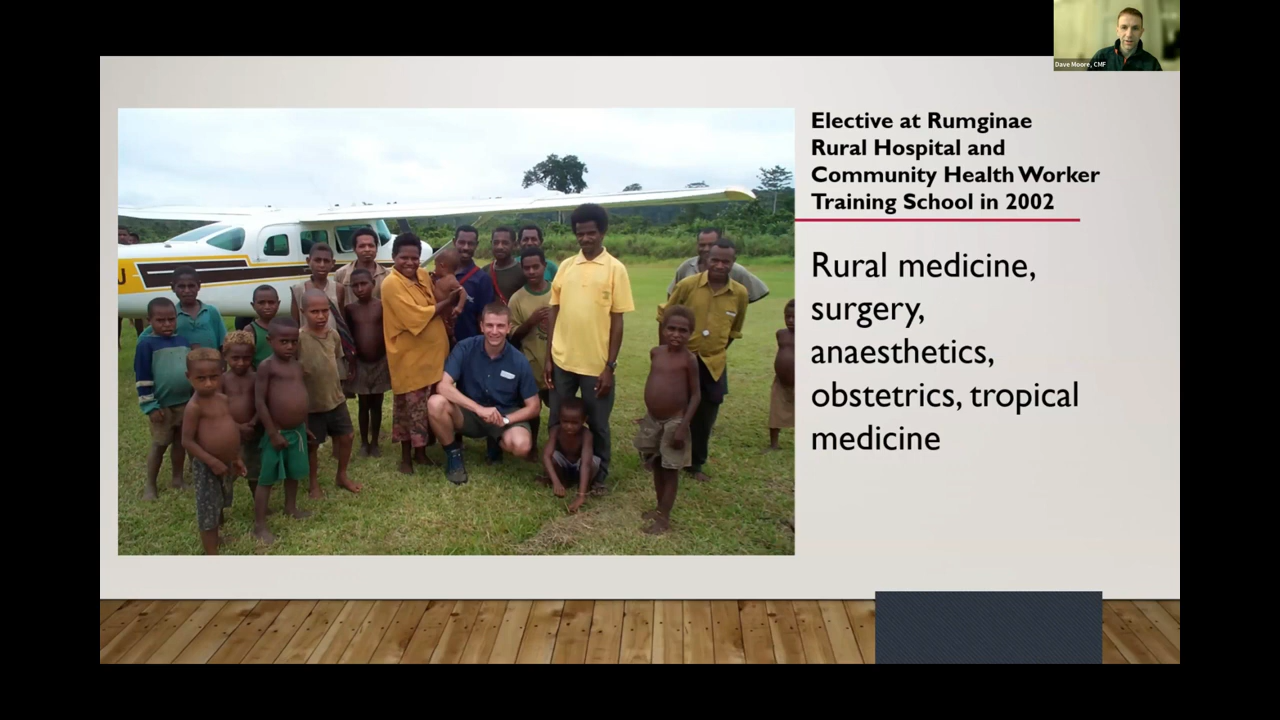 Dave Moore, CMF
Elective at Rumginae
Rural Hospital and
Community Health Worker
Training School in 2002
Rural medicine,
surgery,
anaesthetics,
obstetrics, tropical
medicine